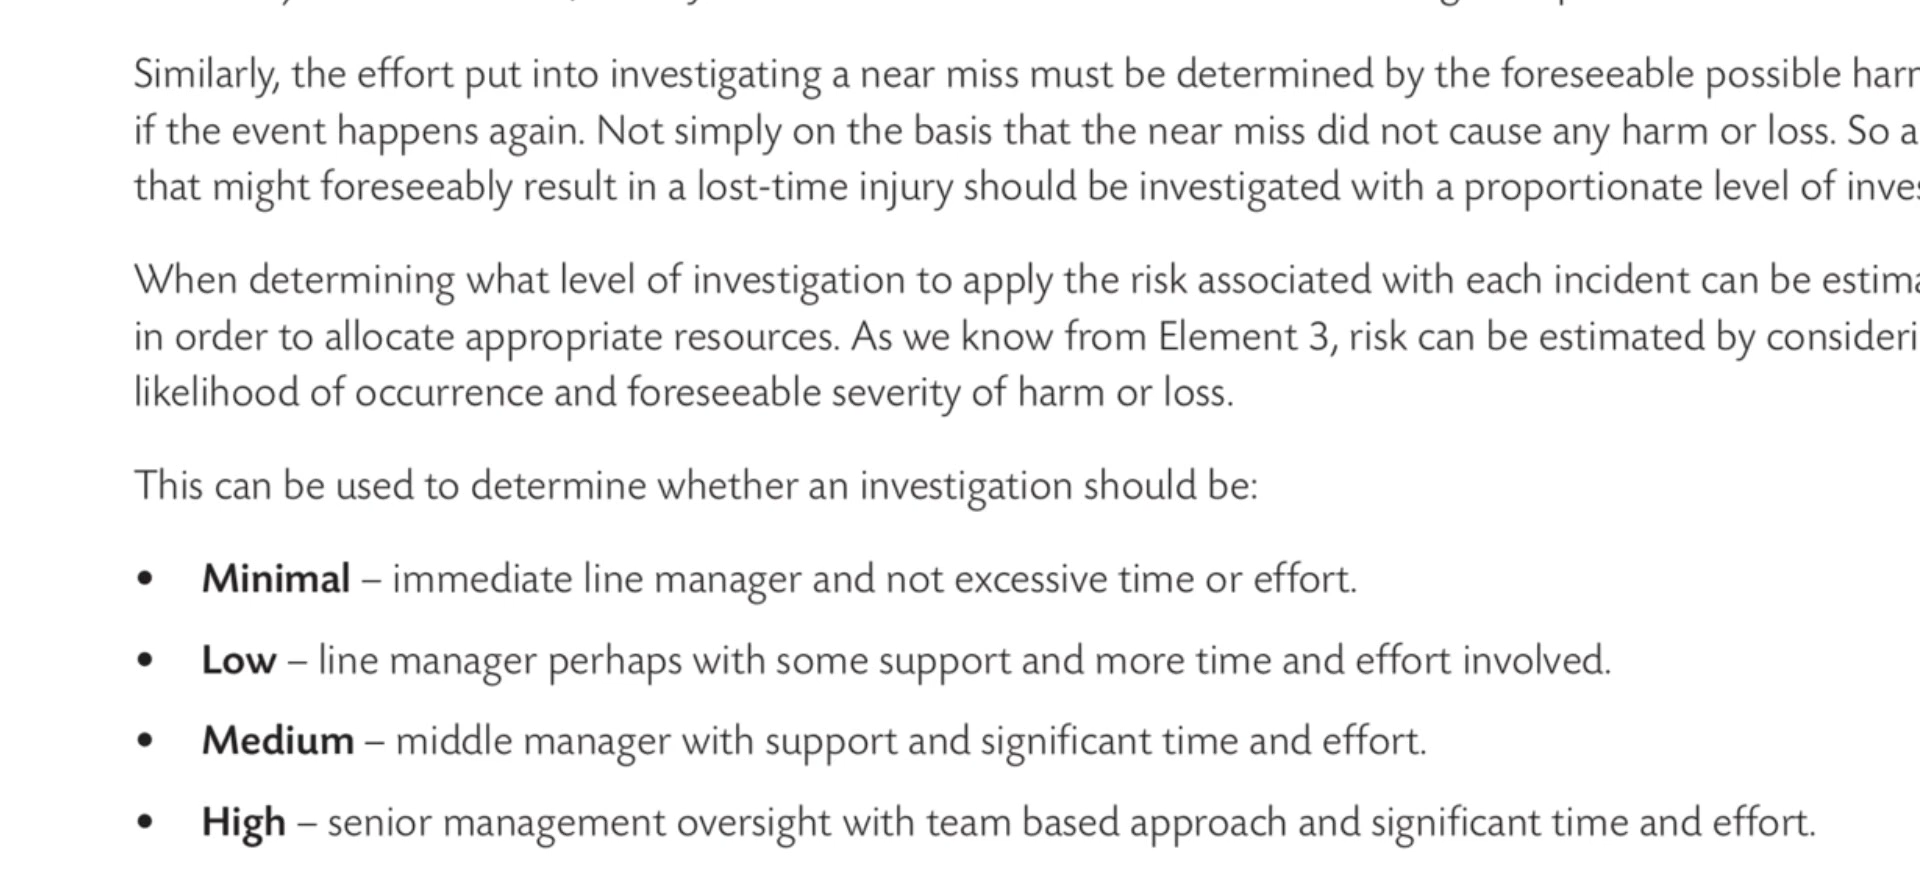 Similarly, the effort put into investigating a near miss must be determined by the foreseeable possible
if the event happens again. Not simply on the basis that the near miss did not cause any harm or loss. So a
that might foreseeably result in a lost-time injury should be investigated with a proportionate level of
When determining what level of investigation to apply the risk associated with each incident can be
in order to allocate appropriate resources. As we know from Element 3, risk can be estimated by
likelihood of occurrence and foreseeable severity of harm or loss.
This can be used to determine whether an investigation should be:
• Minimal – immediate line manager and not excessive time or effort.
• Low – line manager perhaps with some support and more time and effort involved.
• Medium – middle manager with support and significant time and effort.
• High – senior management oversight with team based approach and significant time and effort.